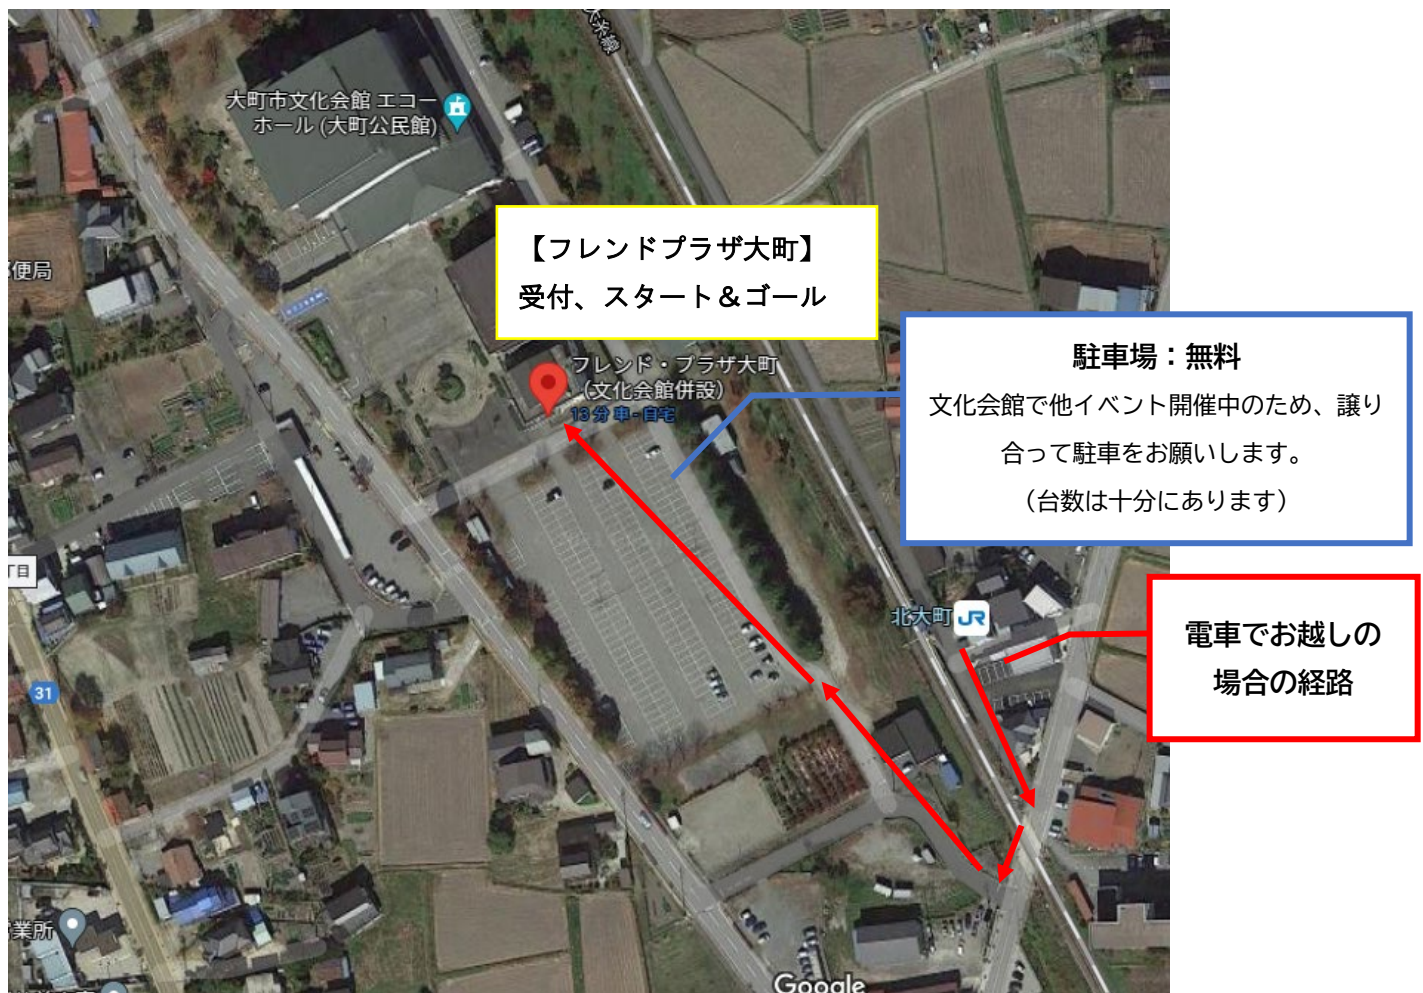 大糸線
大町市文化会館 エコー
ホール (大町公民館)
便局
【フレンドプラザ大町】
受付、スタート＆ゴール
フレンド・プラザ大町
（文化会館併設）
13 分 車 - 自宅
駐車場：無料
文化会館で他イベント開催中のため、譲り
合って駐車をお願いします。
（台数は十分にあります）
丁目
北大町
JR
電車でお越しの
場合の経路
31
業所
Google